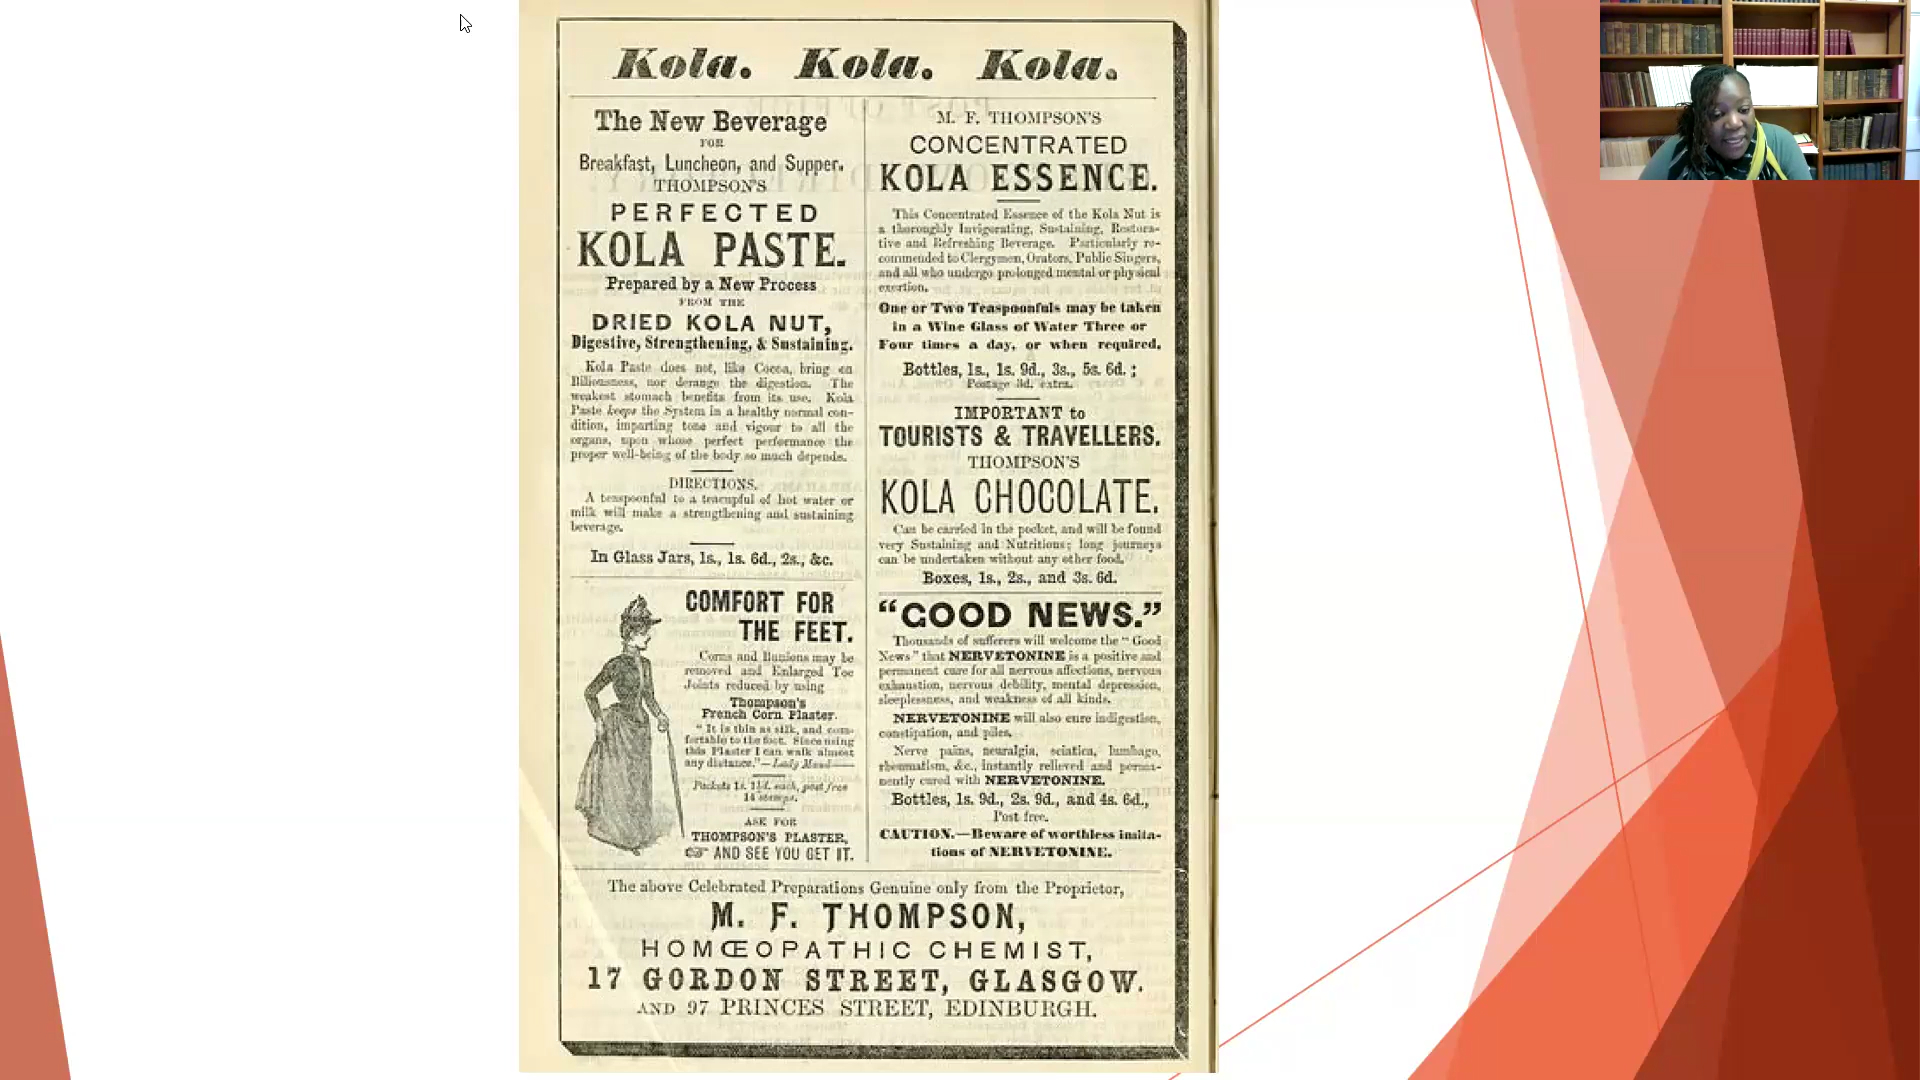 Kola. Kola. Kola.
The New Beverage
FOR
Breakfast, Luncheon, and Supper.
THOMPSON'S
PERFECTED
KOLA PASTE.
Prepared by a New Process
FROM THE
DRIED KOLA NUT,
Digestive, Strengthening, & Sustaining.
Kola Paste does not, like Cocoa, bring on
Biliousness, nor derange the digestion. The
weakest stomach benefits from its use. Kola
Paste keeps the System in a healthy normal con-
dition, imparting tone and vigour to all the
organs, upon whose perfect performance the
proper well-being of the body so much depends.
DIRECTIONS.
A teaspoonful to a teacupful of hot water or
milk will make a strengthening and sustaining
beverage.
In Glass Jars, 1s., 1s. 6d., 2s., &c.
COMFORT FOR
THE FEET.
Corns and Bunions may be
removed and Enlarged Toe
Joints reduced by using
Thompson's
French Corn Plaster.
"It is thin as silk, and com-
fortable to the foot. Since using
this Plaster I can walk almost
any distance."—Lady Maud——
Packets 1s. 1½d. each, post free
14 stamps.
ASK FOR
THOMPSON'S PLASTER,
☞ AND SEE YOU GET IT.
M. F. THOMPSON'S
CONCENTRATED
KOLA ESSENCE.
This Concentrated Essence of the Kola Nut is
a thoroughly Invigorating, Sustaining, Restora-
tive and Refreshing Beverage. Particularly re-
commended to Clergymen, Orators, Public Singers,
and all who undergo prolonged mental or physical
exertion.
One or Two Teaspoonfuls may be taken
in a Wine Glass of Water Three or
Four times a day, or when required.
Bottles, 1s., 1s. 9d., 3s., 5s. 6d. ;
Postage 3d. extra.
IMPORTANT to
TOURISTS & TRAVELLERS.
THOMPSON'S
KOLA CHOCOLATE.
Can be carried in the pocket, and will be found
very Sustaining and Nutritious; long journeys
can be undertaken without any other food.
Boxes, 1s., 2s., and 3s. 6d.
"GOOD NEWS."
Thousands of sufferers will welcome the "Good
News" that NERVETONINE is a positive and
permanent cure for all nervous affections, nervous
exhaustion, nervous debility, mental depression,
sleeplessness, and weakness of all kinds.
NERVETONINE will also cure indigestion,
constipation, and piles.
Nerve pains, neuralgia, sciatica, lumbago,
rheumatism, &c., instantly relieved and perma-
nently cured with NERVETONINE.
Bottles, 1s. 9d., 2s. 9d., and 4s. 6d.,
Post free.
CAUTION.—Beware of worthless imita-
tions of NERVETONINE.
The above Celebrated Preparations Genuine only from the Proprietor,
M. F. THOMPSON,
HOMŒOPATHIC CHEMIST,
17 GORDON STREET, GLASGOW.
AND 97 PRINCES STREET, EDINBURGH.